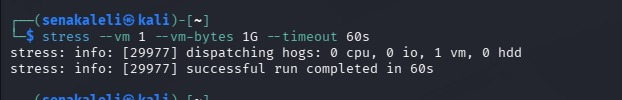 ┌──(senakaleli㉿kali)-[~]
└─$ stress --vm 1 --vm-bytes 1G --timeout 60s
stress: info: [29977] dispatching hogs: 0 cpu, 0 io, 1 vm, 0 hdd
stress: info: [29977] successful run completed in 60s